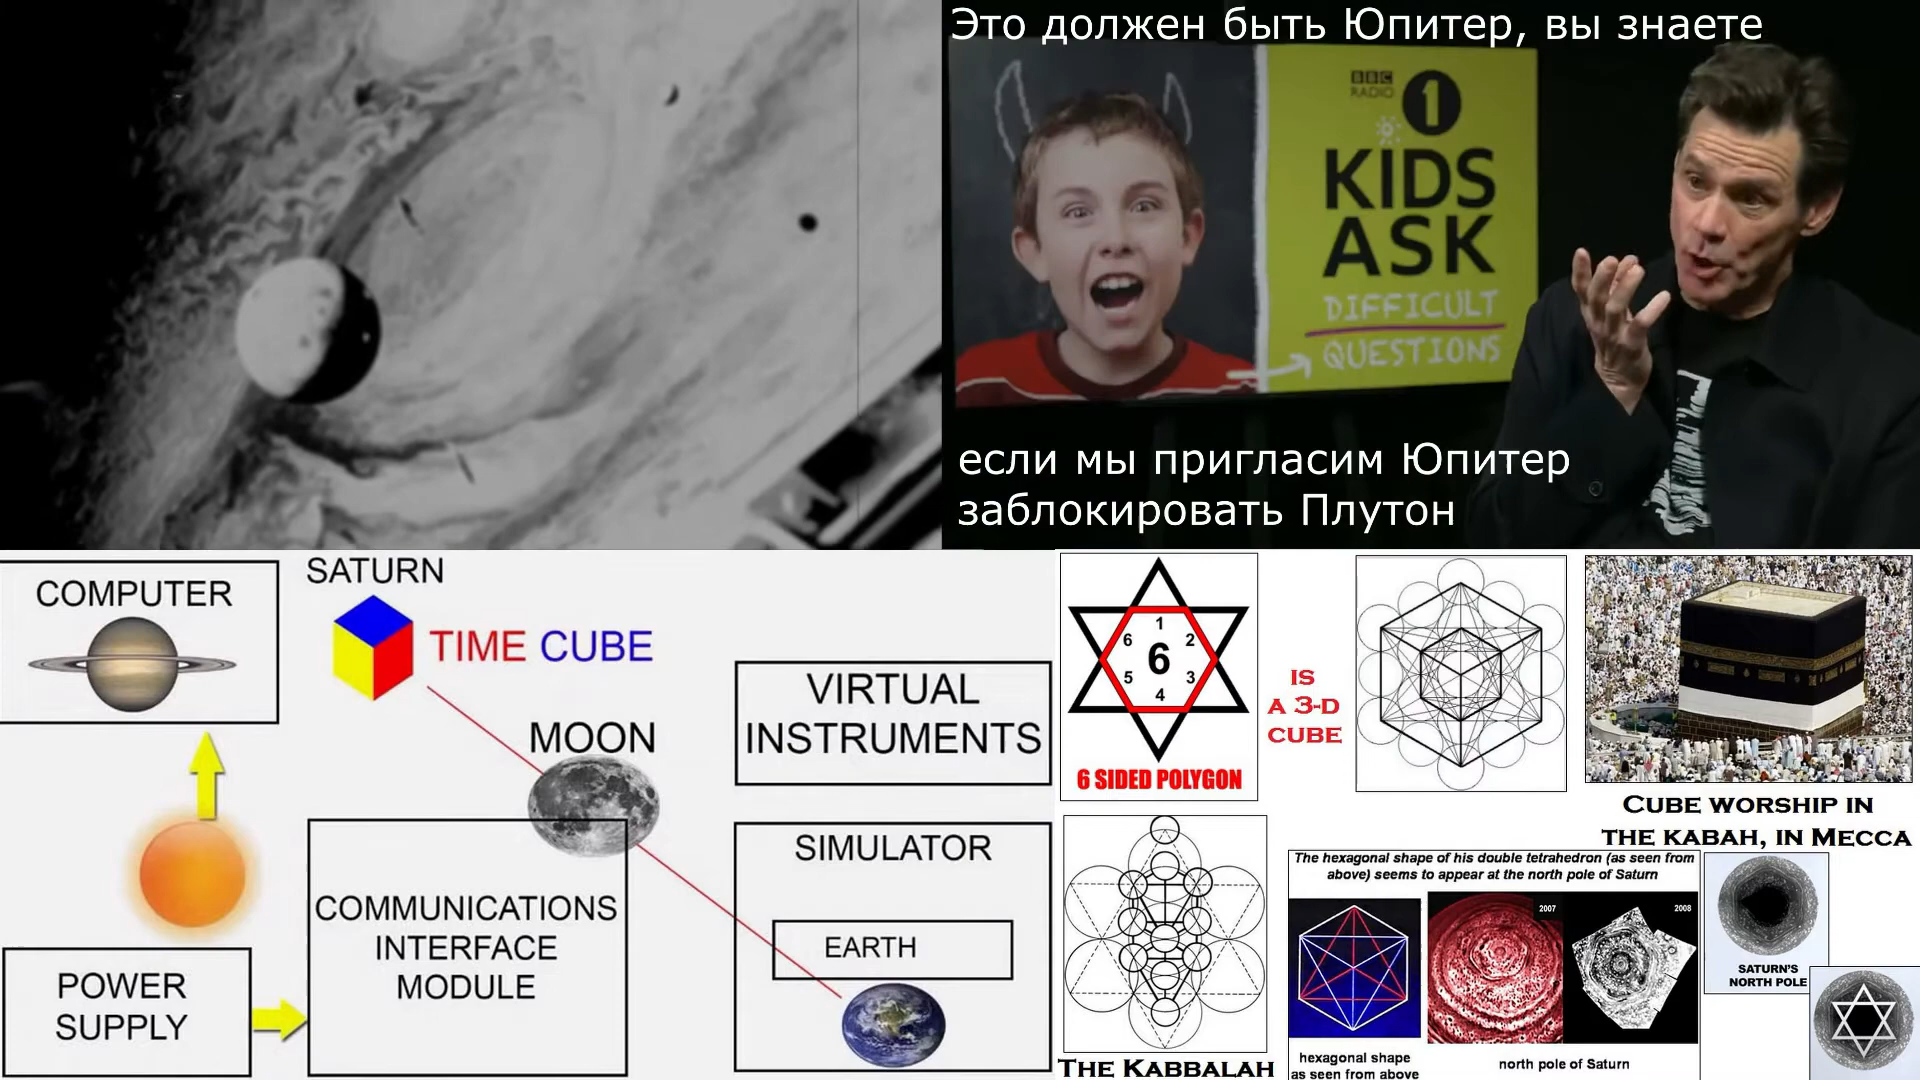 Это должен быть Юпитер, вы знаете
BBC
RADIO
1
KIDS
ASK
DIFFICULT
QUESTIONS
если мы пригласим Юпитер
заблокировать Плутон
COMPUTER
SATURN
TIME CUBE
MOON
VIRTUAL
INSTRUMENTS
SIMULATOR
EARTH
COMMUNICATIONS
INTERFACE
MODULE
POWER
SUPPLY
1
6
2
6
5
3
4
6 SIDED POLYGON
IS
A 3-D
CUBE
CUBE WORSHIP IN
THE KABAH, IN MECCA
THE KABBALAH
The hexagonal shape of his double tetrahedron (as seen from
above) seems to appear at the north pole of Saturn
2007
2008
hexagonal shape
as seen from above
north pole of Saturn
SATURN'S
NORTH POLE